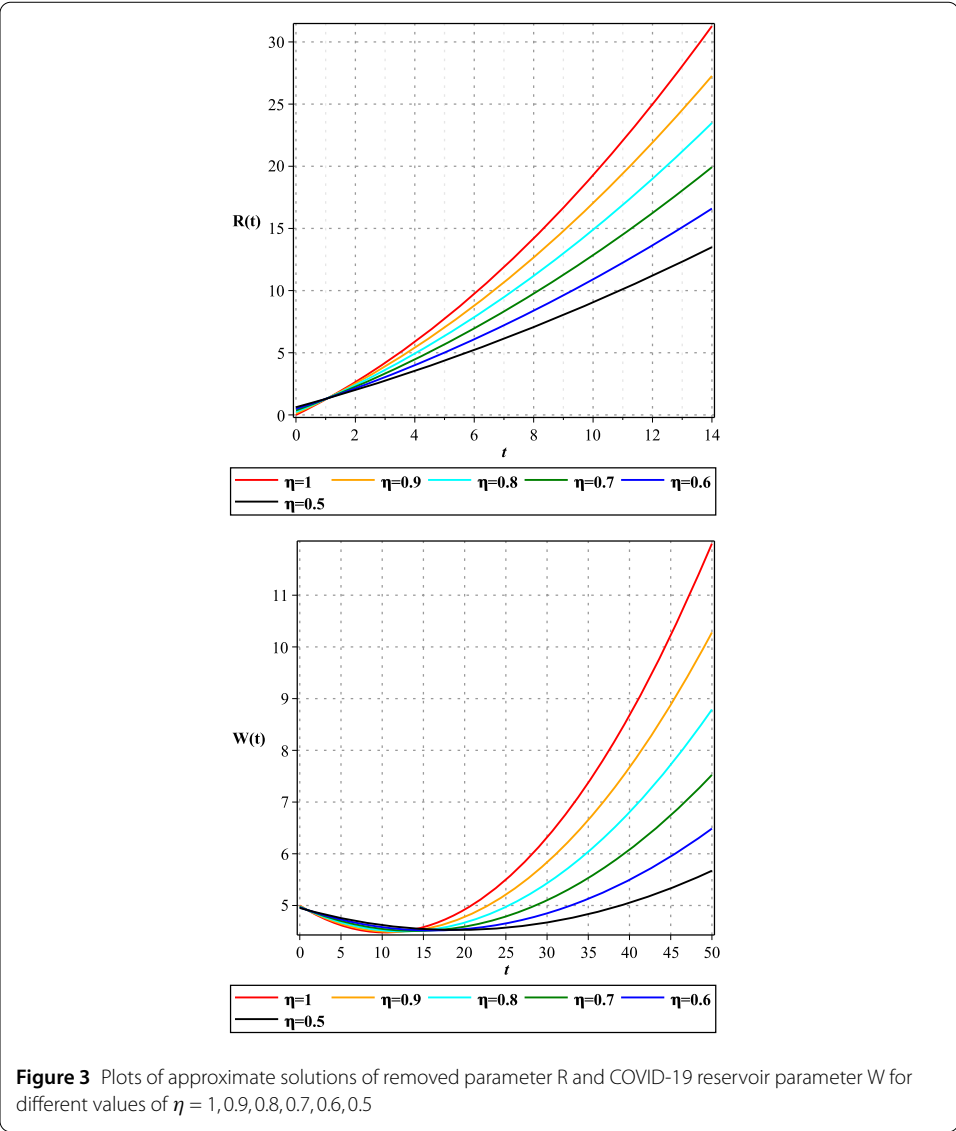 30
25
20
15
10
5
0
R(t)
0 2 4 6 8 10 12 14
t
η=1 η=0.9 η=0.8 η=0.7 η=0.6
η=0.5
11
10
9
8
7
6
5
W(t)
0 5 10 15 20 25 30 35 40 45 50
t
η=1 η=0.9 η=0.8 η=0.7 η=0.6
η=0.5
Figure 3 Plots of approximate solutions of removed parameter R and COVID-19 reservoir parameter W for
different values of η = 1, 0.9, 0.8, 0.7, 0.6, 0.5